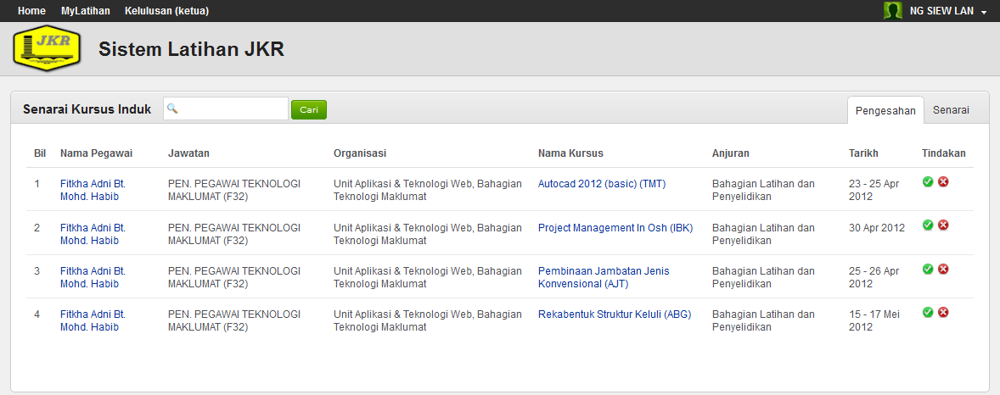 Home MyLatihan Kelulusan (ketua) NG SIEW LAN
JKR Sistem Latihan JKR
Senarai Kursus Induk Cari Pengesahan Senarai
Bil Nama Pegawai Jawatan Organisasi Nama Kursus Anjuran Tarikh Tindakan
1 Fitkha Adni Bt. PEN. PEGAWAI TEKNOLOGI Unit Aplikasi & Teknologi Web, Bahagian Autocad 2012 (basic) (TMT) Bahagian Latihan dan 23 - 25 Apr
Mohd. Habib MAKLUMAT (F32) Teknologi Maklumat Penyelidikan 2012
2 Fitkha Adni Bt. PEN. PEGAWAI TEKNOLOGI Unit Aplikasi & Teknologi Web, Bahagian Project Management In Osh (IBK) Bahagian Latihan dan 30 Apr 2012
Mohd. Habib MAKLUMAT (F32) Teknologi Maklumat Penyelidikan
3 Fitkha Adni Bt. PEN. PEGAWAI TEKNOLOGI Unit Aplikasi & Teknologi Web, Bahagian Pembinaan Jambatan Jenis Bahagian Latihan dan 25 - 26 Apr
Mohd. Habib MAKLUMAT (F32) Teknologi Maklumat Konvensional (AJT) Penyelidikan 2012
4 Fitkha Adni Bt. PEN. PEGAWAI TEKNOLOGI Unit Aplikasi & Teknologi Web, Bahagian Rekabentuk Struktur Keluli (ABG) Bahagian Latihan dan 15 - 17 Mei
Mohd. Habib MAKLUMAT (F32) Teknologi Maklumat Penyelidikan 2012